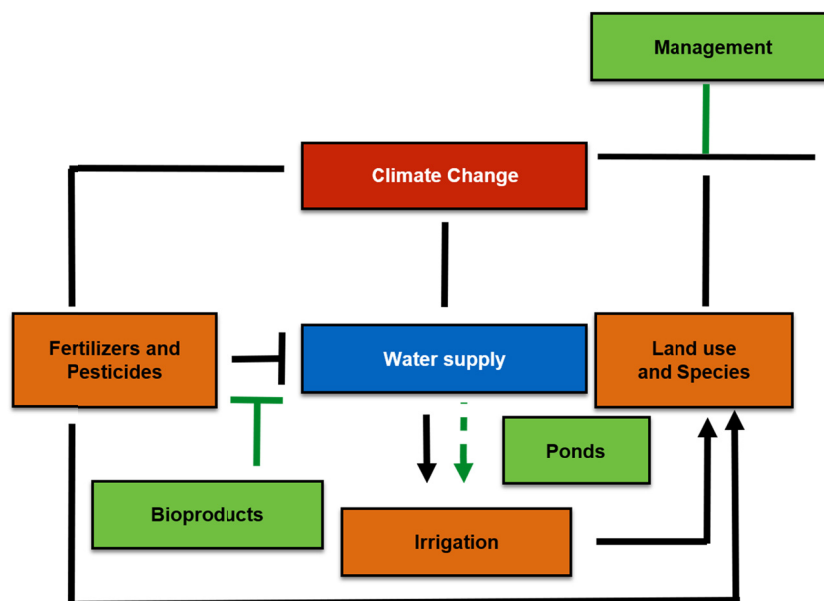 Management
Climate Change
Fertilizers and
Pesticides
Water supply
Land use
and Species
Ponds
Bioproducts
Irrigation